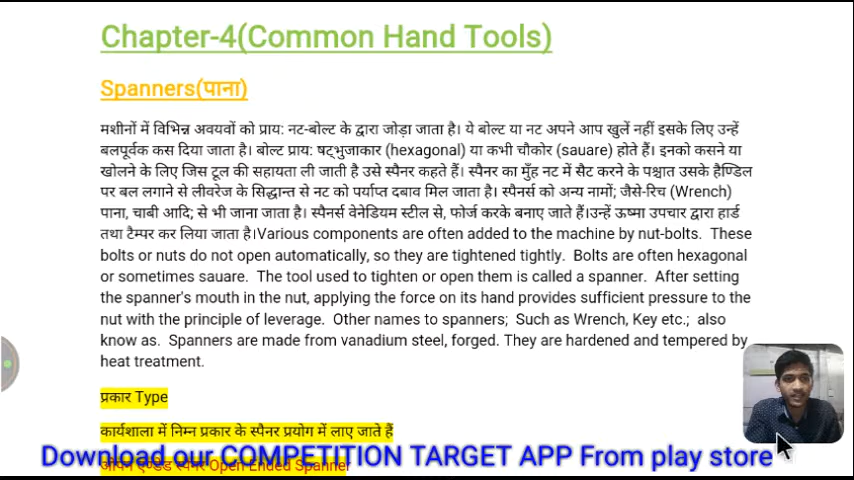 Chapter-4(Common Hand Tools)
Spanners(पाना)
मशीनों में विभिन्न अवयवों को प्राय: नट-बोल्ट के द्वारा जोड़ा जाता है। ये बोल्ट या नट अपने आप खुलें नहीं इसके लिए उन्हें
बलपूर्वक कस दिया जाता है। बोल्ट प्राय: षट्भुजाकार (hexagonal) या कभी चौकोर (sauare) होते हैं। इनको कसने या
खोलने के लिए जिस टूल की सहायता ली जाती है उसे स्पैनर कहते हैं। स्पैनर का मुँह नट में सैट करने के पश्चात उसके हैण्डिल
पर बल लगाने से लीवरेज के सिद्धान्त से नट को पर्याप्त दबाव मिल जाता है। स्पैनर्स को अन्य नामों; जैसे-रिच (Wrench)
पाना, चाबी आदि; से भी जाना जाता है। स्पैनर्स वेनेडियम स्टील से, फोर्ज करके बनाए जाते हैं।उन्हें ऊष्मा उपचार द्वारा हार्ड
तथा टैम्पर कर लिया जाता है।Various components are often added to the machine by nut-bolts. These
bolts or nuts do not open automatically, so they are tightened tightly. Bolts are often hexagonal
or sometimes sauare. The tool used to tighten or open them is called a spanner. After setting
the spanner's mouth in the nut, applying the force on its hand provides sufficient pressure to the
nut with the principle of leverage. Other names to spanners; Such as Wrench, Key etc.; also
know as. Spanners are made from vanadium steel, forged. They are hardened and tempered by
heat treatment.
प्रकार Type
कार्यशाला में निम्न प्रकार के स्पैनर प्रयोग में लाए जाते हैं
Download our COMPETITION TARGET APP From play store
Open Ended Spanner